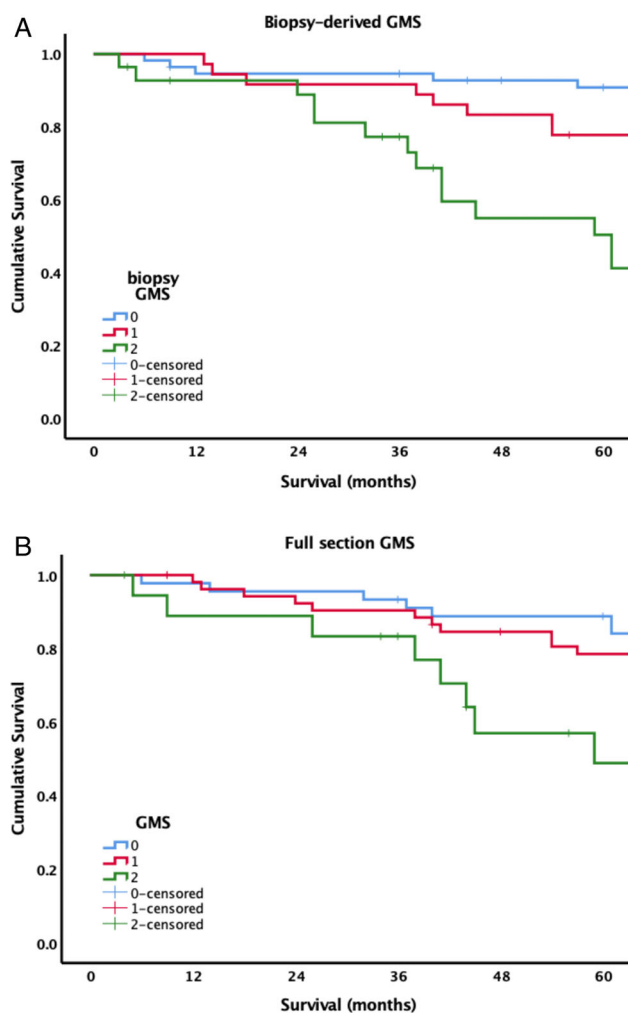 A
Biopsy-derived GMS
1.0
0.8
0.6
0.4
0.2
0.0
Cumulative Survival
biopsy
GMS
0
1
2
0-censored
1-censored
2-censored
0 12 24 36 48 60
Survival (months)
B
Full section GMS
1.0
0.8
0.6
0.4
0.2
0.0
Cumulative Survival
GMS
0
1
2
0-censored
1-censored
2-censored
0 12 24 36 48 60
Survival (months)